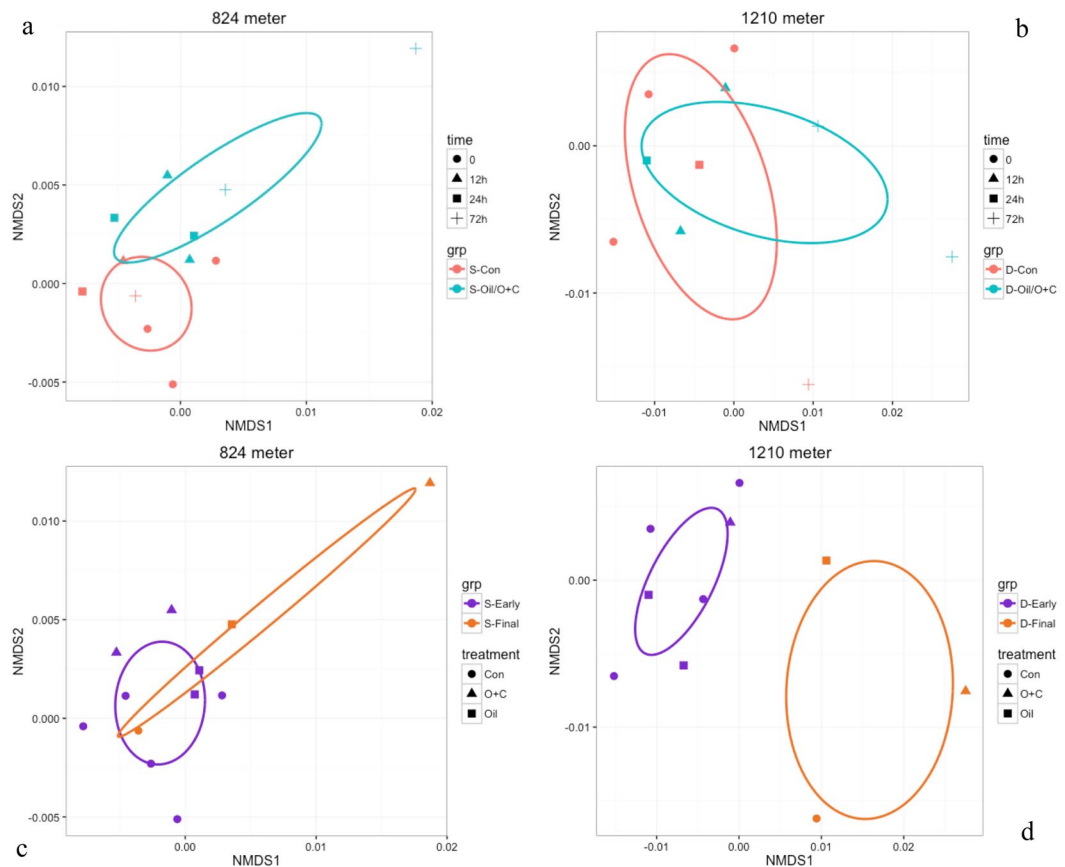 a
824 meter
0.010
0.005
0.000
-0.005
NMDS2
0.00
0.01
0.02
NMDS1
time
0
12h
24h
72h
grp
S-Con
S-Oil/O+C
b
1210 meter
0.00
-0.01
NMDS2
-0.01
0.00
0.01
0.02
NMDS1
time
0
12h
24h
72h
grp
D-Con
D-Oil/O+C
c
824 meter
0.010
0.005
0.000
-0.005
NMDS2
0.00
0.01
0.02
NMDS1
grp
S-Early
S-Final
treatment
Con
O+C
Oil
d
1210 meter
0.00
-0.01
NMDS2
-0.01
0.00
0.01
0.02
NMDS1
grp
D-Early
D-Final
treatment
Con
O+C
Oil